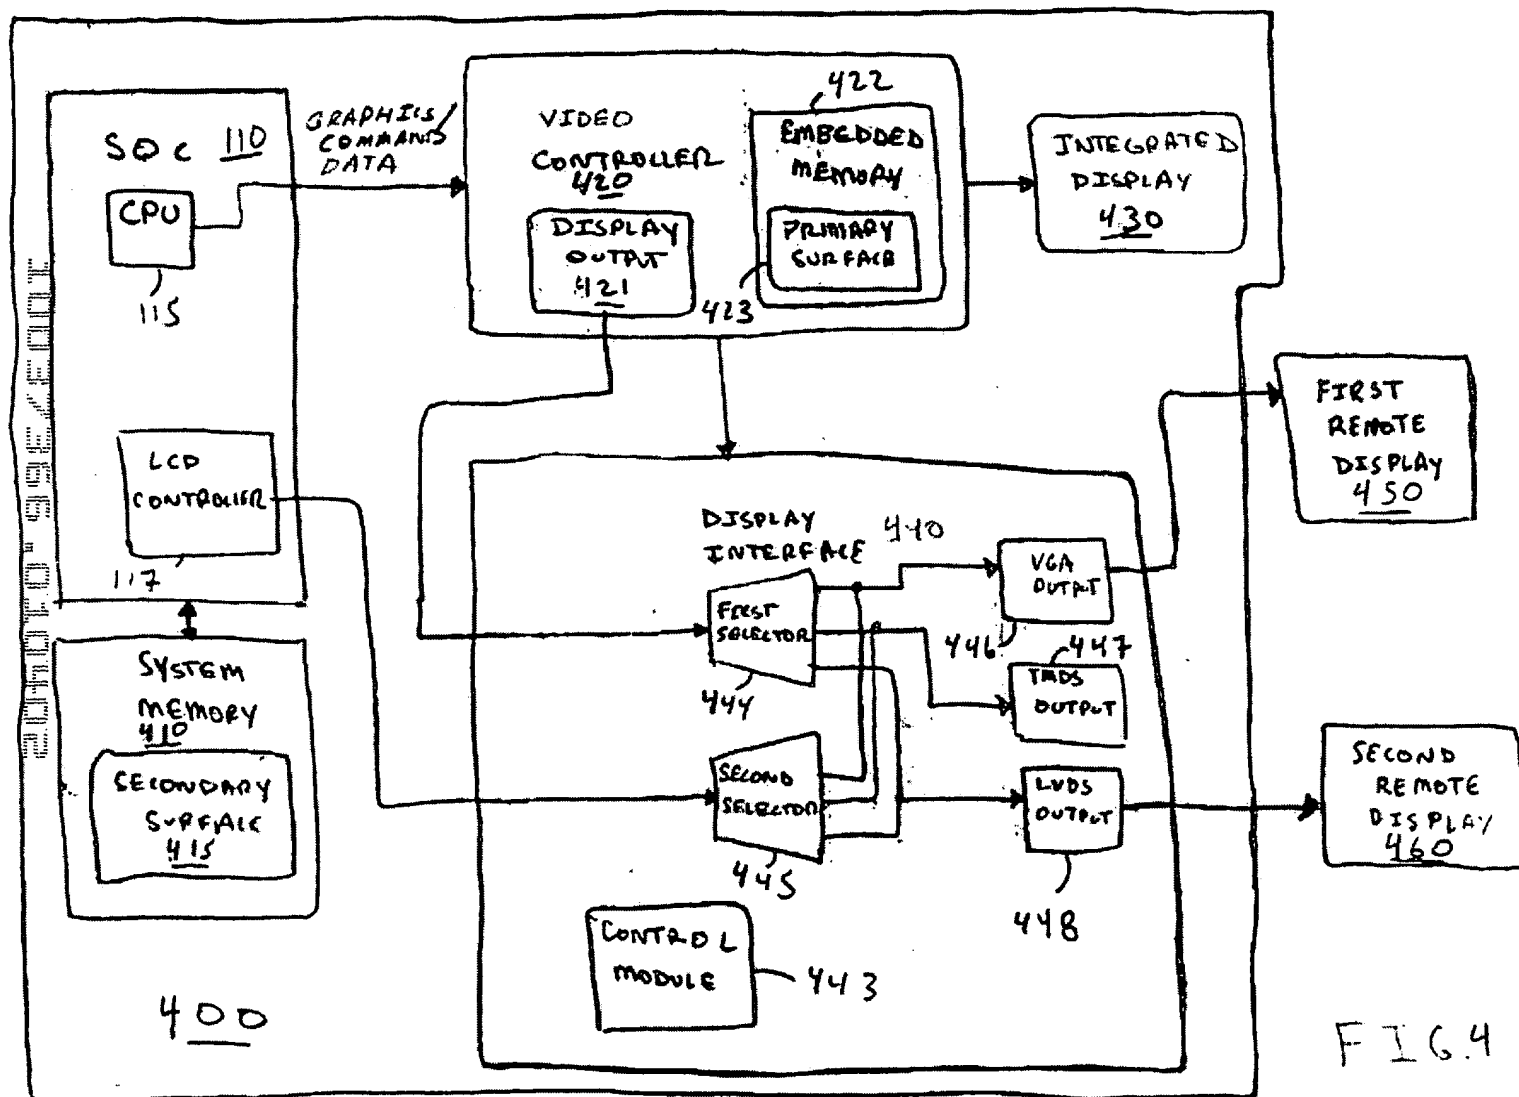 SOC 110
CPU
115
GRAPHICS
COMMAND/
DATA
VIDEO
CONTROLLER
420
DISPLAY
OUTPUT
421
422
EMBEDDED
MEMORY
PRIMARY
SURFACE
423
INTEGRATED
DISPLAY
430
LCD
CONTROLLER
117
SYSTEM
MEMORY
410
SECONDARY
SURFACE
415
DISPLAY
INTERFACE 440
FIRST
SELECTOR
444
SECOND
SELECTOR
445
VGA
OUTPUT
446
447
TMDS
OUTPUT
LVDS
OUTPUT
448
CONTROL
MODULE
443
FIRST
REMOTE
DISPLAY
450
SECOND
REMOTE
DISPLAY
460
400
FIG.4
10037356.010402